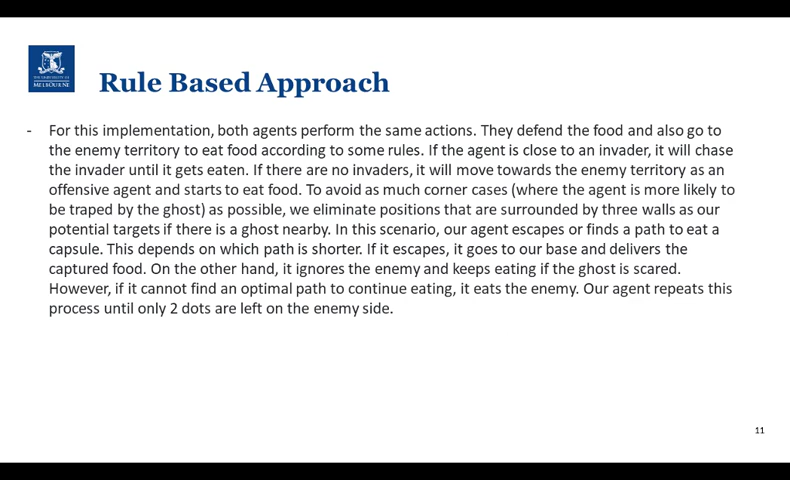 THE UNIVERSITY OF
MELBOURNE
Rule Based Approach
- For this implementation, both agents perform the same actions. They defend the food and also go to
the enemy territory to eat food according to some rules. If the agent is close to an invader, it will chase
the invader until it gets eaten. If there are no invaders, it will move towards the enemy territory as an
offensive agent and starts to eat food. To avoid as much corner cases (where the agent is more likely to
be traped by the ghost) as possible, we eliminate positions that are surrounded by three walls as our
potential targets if there is a ghost nearby. In this scenario, our agent escapes or finds a path to eat a
capsule. This depends on which path is shorter. If it escapes, it goes to our base and delivers the
captured food. On the other hand, it ignores the enemy and keeps eating if the ghost is scared.
However, if it cannot find an optimal path to continue eating, it eats the enemy. Our agent repeats this
process until only 2 dots are left on the enemy side.
11